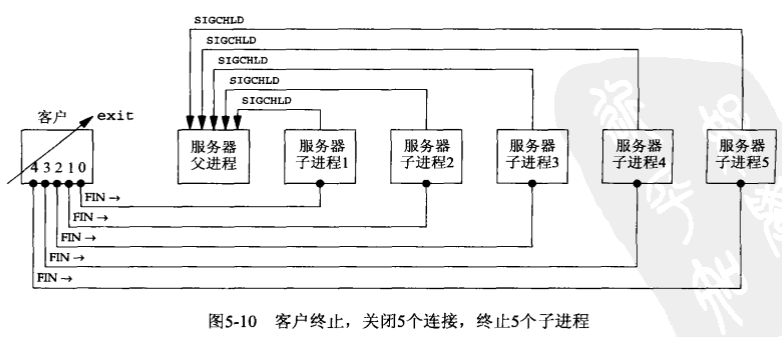 SIGCHLD
SIGCHLD
SIGCHLD
SIGCHLD
SIGCHLD
客户
exit
服务器
父进程
服务器
子进程1
服务器
子进程2
服务器
子进程3
服务器
子进程4
服务器
子进程5
4 3 2 1 0
FIN →
FIN →
FIN →
FIN →
FIN →
图5-10 客户终止，关闭5个连接，终止5个子进程